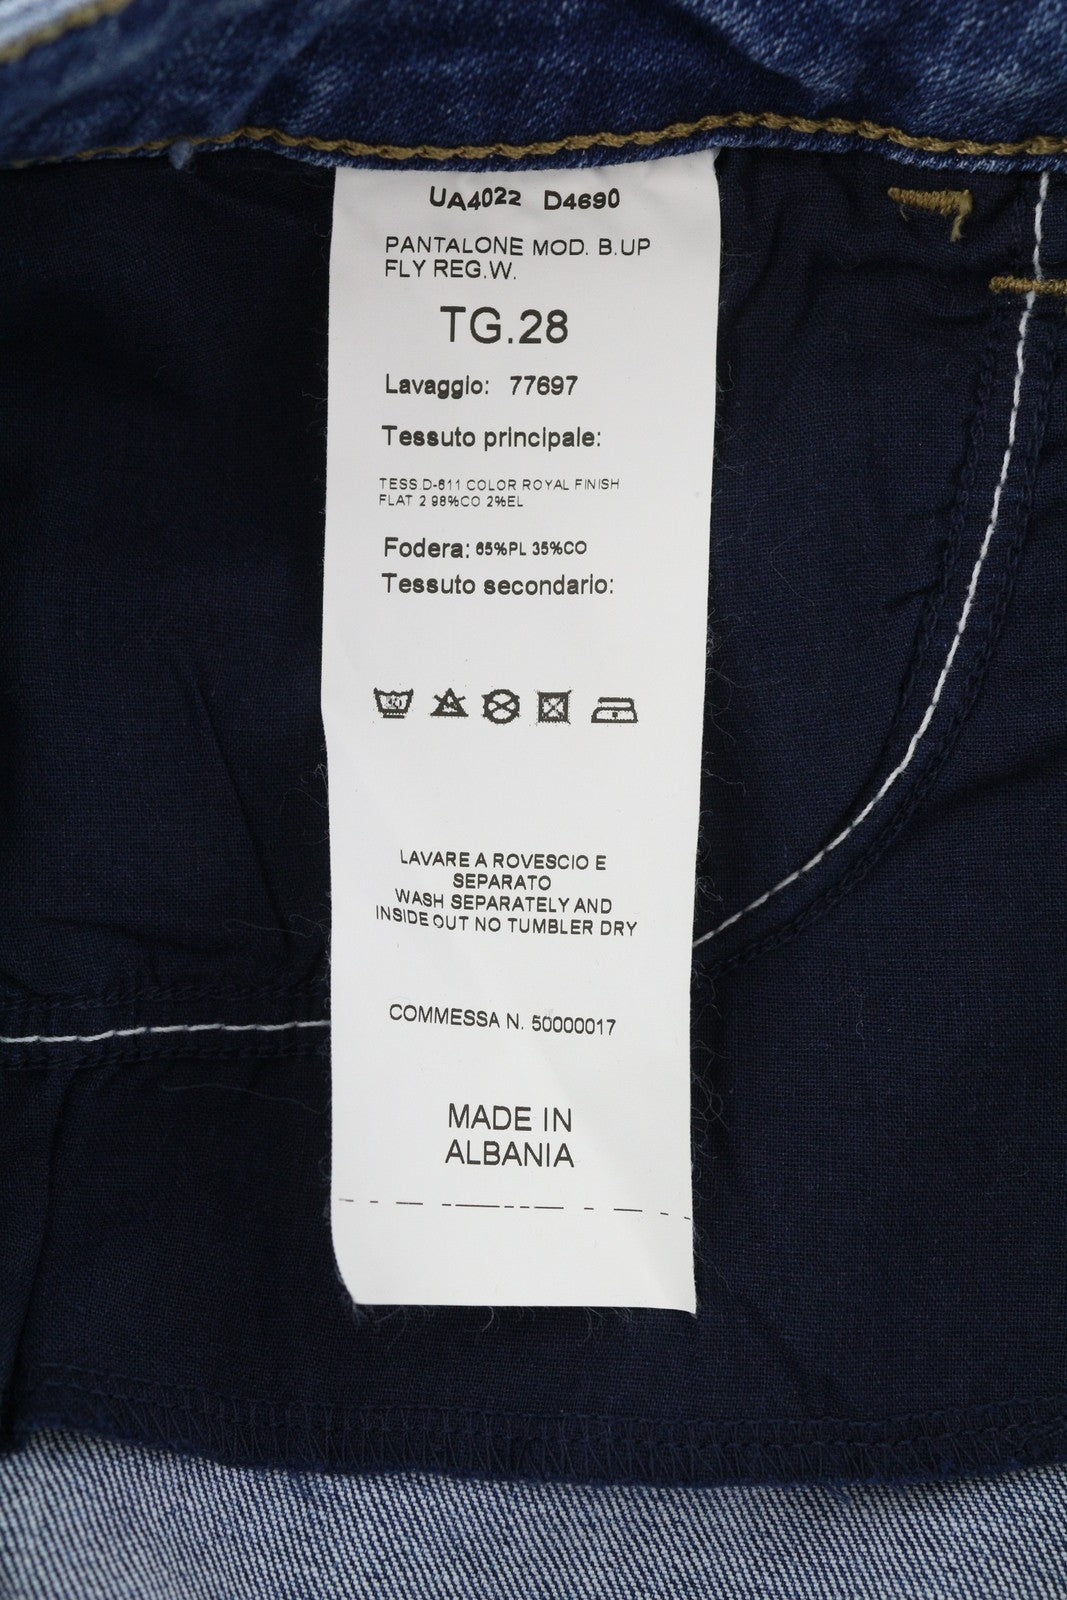 UA4022 D4690
PANTALONE MOD. B.UP
FLY REG.W.
TG.28
Lavaggio: 77697
Tessuto principale:
TESS.D-611 COLOR ROYAL FINISH
FLAT 2 98%CO 2%EL
Fodera: 65%PL 35%CO
Tessuto secondario:
30
LAVARE A ROVESCIO E
SEPARATO
WASH SEPARATELY AND
INSIDE OUT NO TUMBLER DRY
COMMESSA N. 50000017
MADE IN
ALBANIA